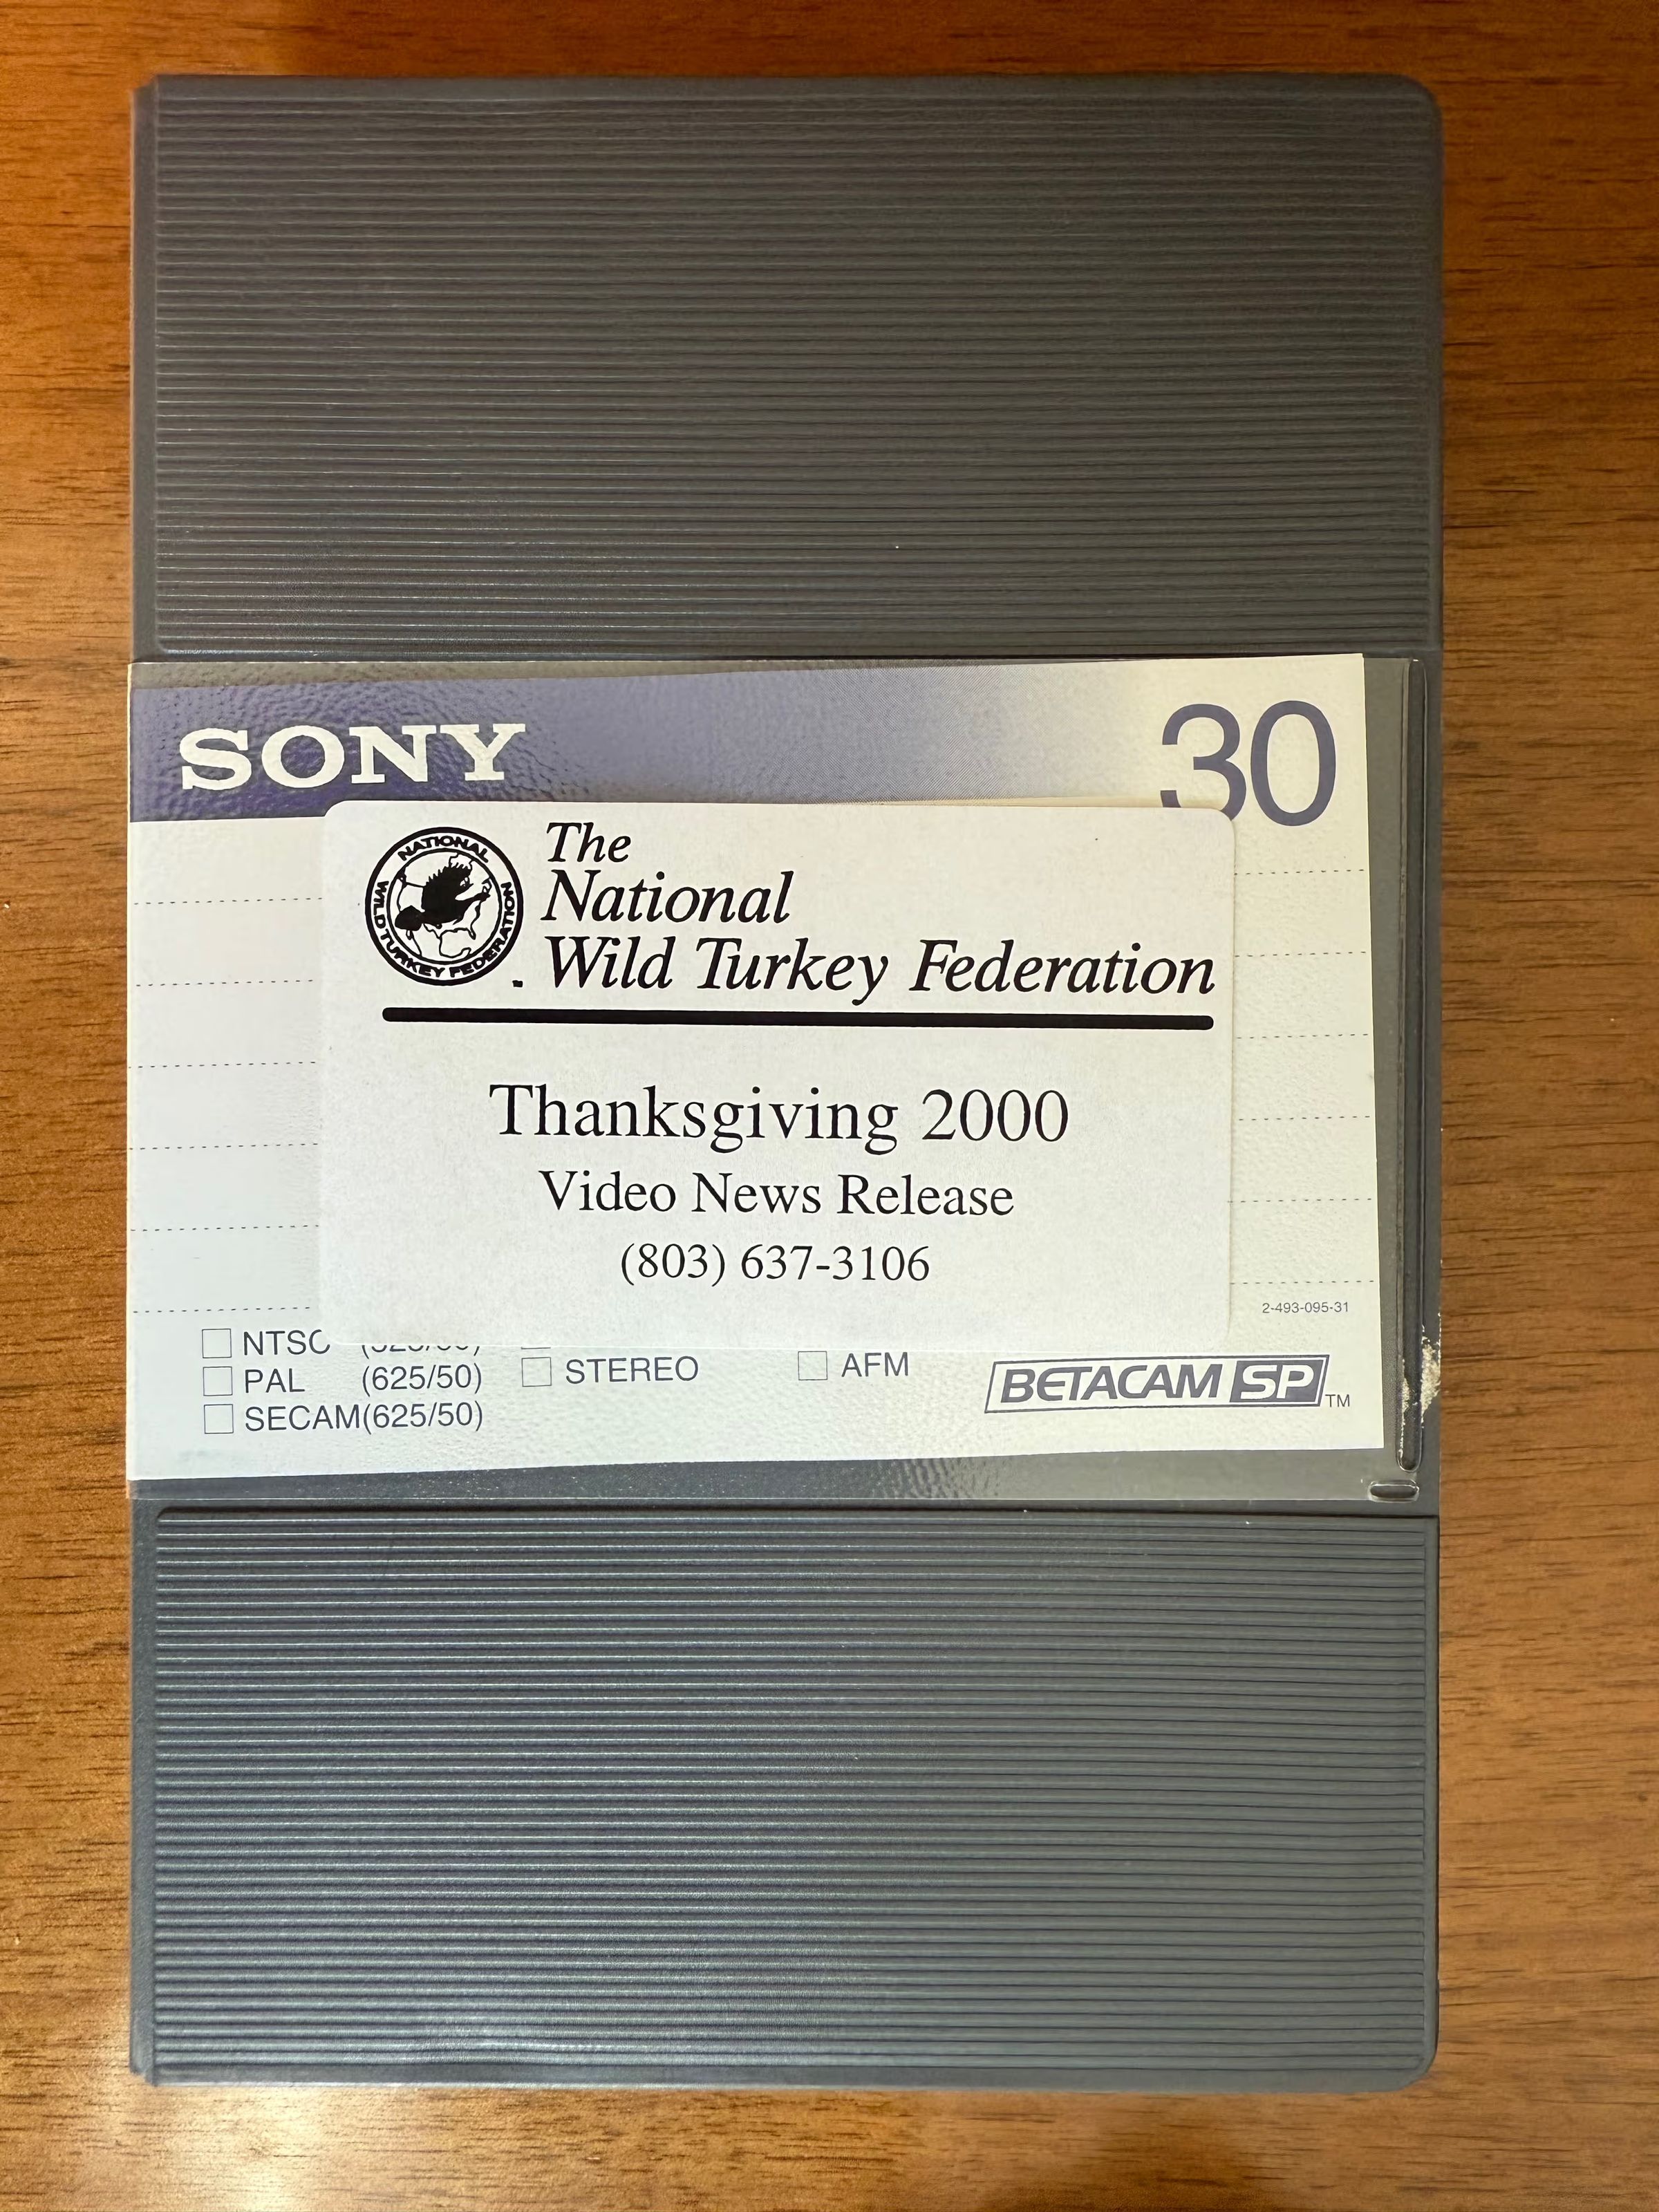 SONY
30
NATIONAL
WILD TURKEY FEDERATION
The
National
Wild Turkey Federation
Thanksgiving 2000
Video News Release
(803) 637-3106
2-493-095-31
NTSC
PAL (625/50)
STEREO
AFM
BETACAM SP TM
SECAM(625/50)